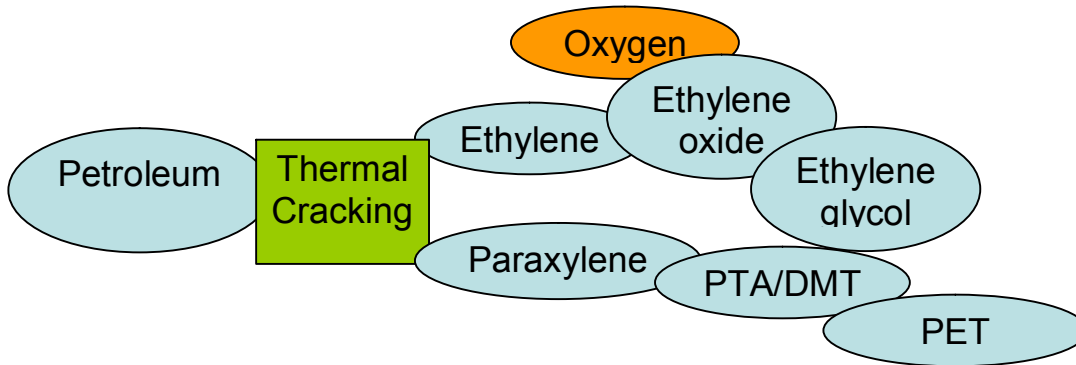 Oxygen
Ethylene
oxide
Ethylene
Petroleum
Thermal
Cracking
Ethylene
glycol
Paraxylene
PTA/DMT
PET